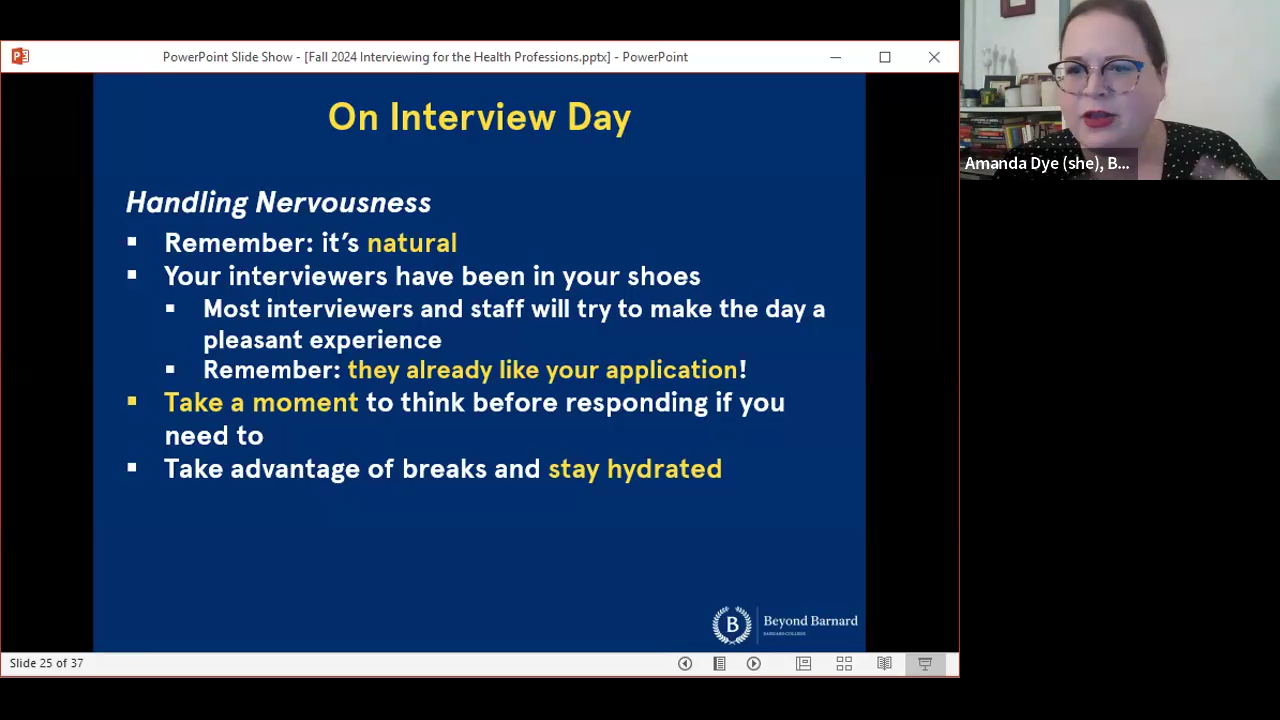 PowerPoint Slide Show - [Fall 2024 Interviewing for the Health Professions.pptx] - PowerPoint
On Interview Day
Handling Nervousness
Remember: it's natural
Your interviewers have been in your shoes
Most interviewers and staff will try to make the day a
pleasant experience
Remember: they already like your application!
Take a moment to think before responding if you
need to
Take advantage of breaks and stay hydrated
B
Beyond Barnard
BARNARD COLLEGE
Slide 25 of 37
Amanda Dye (she), B...